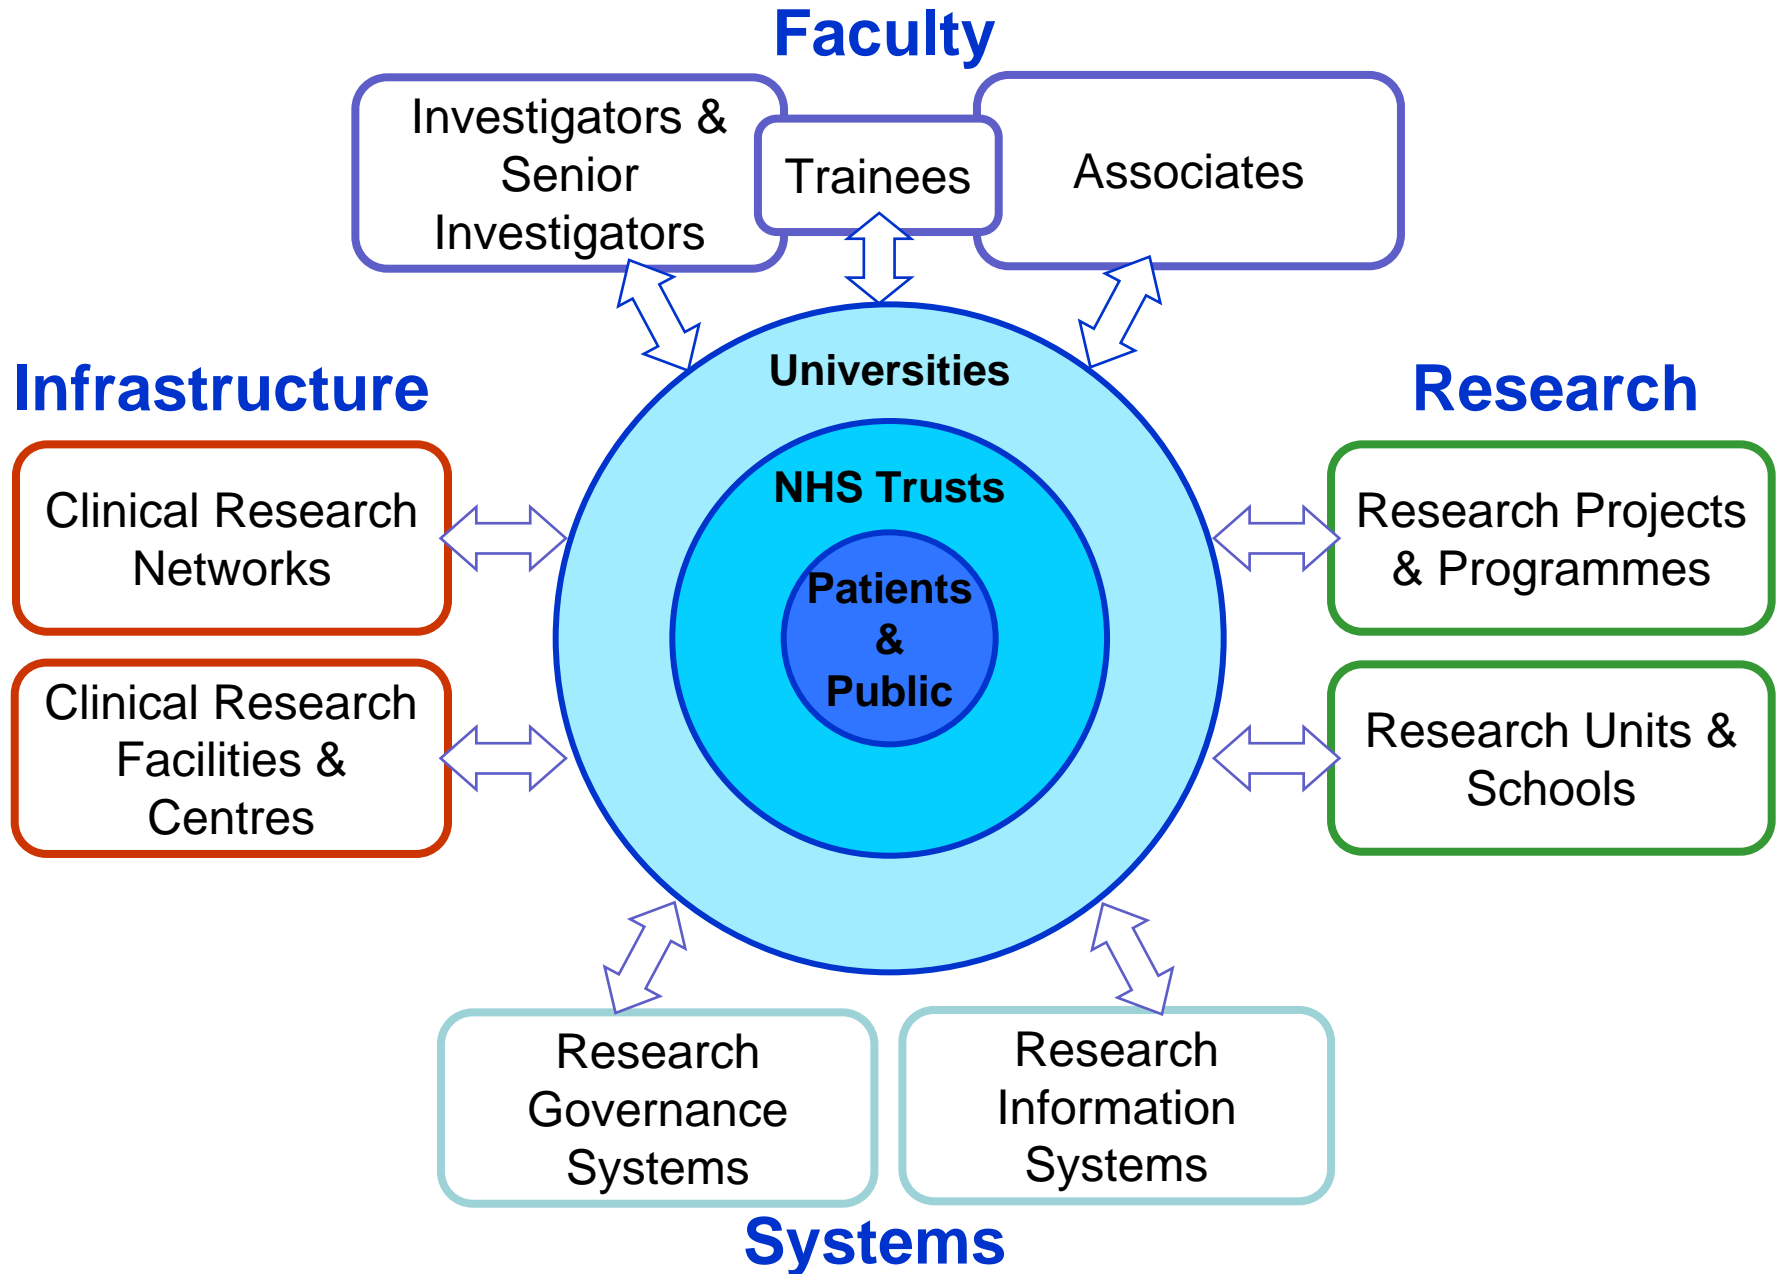 Faculty
Investigators &
Senior
Investigators
Trainees
Associates
Infrastructure
Clinical Research
Networks
Clinical Research
Facilities &
Centres
Universities
NHS Trusts
Patients
&
Public
Research
Research Projects
& Programmes
Research Units &
Schools
Research
Governance
Systems
Research
Information
Systems
Systems